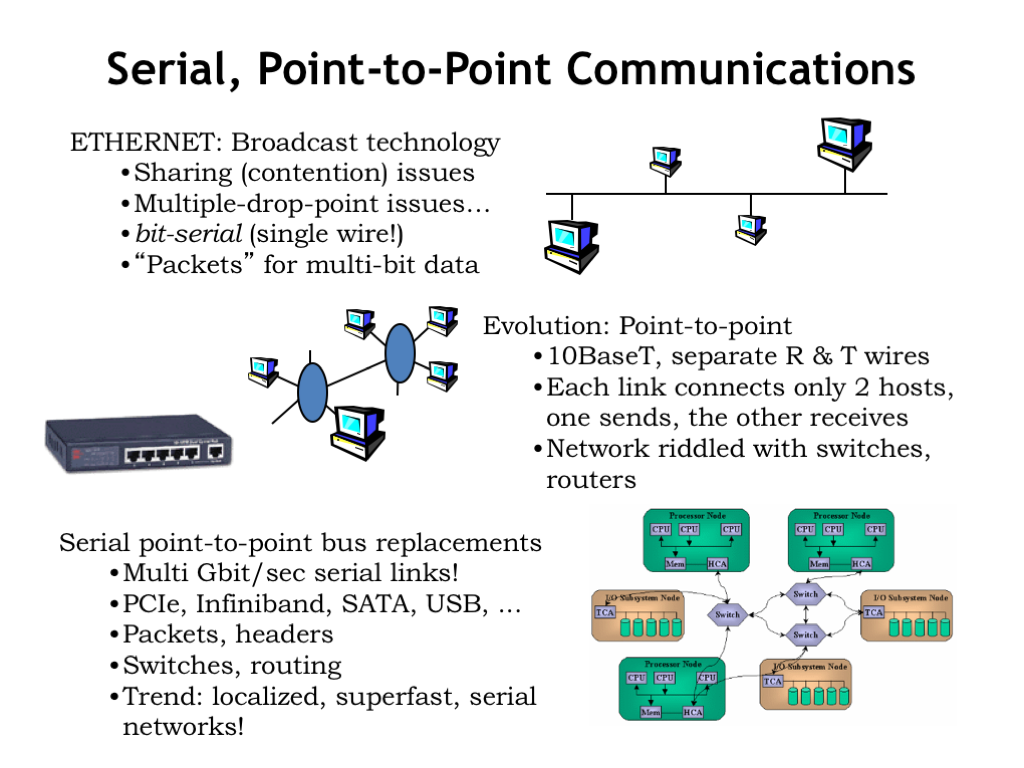 Serial, Point-to-Point Communications
ETHERNET: Broadcast technology
•Sharing (contention) issues
•Multiple-drop-point issues…
•bit-serial (single wire!)
•“Packets” for multi-bit data
Evolution: Point-to-point
•10BaseT, separate R & T wires
•Each link connects only 2 hosts,
one sends, the other receives
•Network riddled with switches,
routers
Serial point-to-point bus replacements
•Multi Gbit/sec serial links!
•PCIe, Infiniband, SATA, USB, …
•Packets, headers
•Switches, routing
•Trend: localized, superfast, serial
networks!
Processor Node
CPU CPU CPU
Mem HCA
Processor Node
CPU CPU CPU
Mem HCA
I/O Subsystem Node
TCA
Switch
Switch
Switch
I/O Subsystem Node
TCA
Processor Node
CPU CPU CPU
Mem HCA
I/O Subsystem Node
TCA